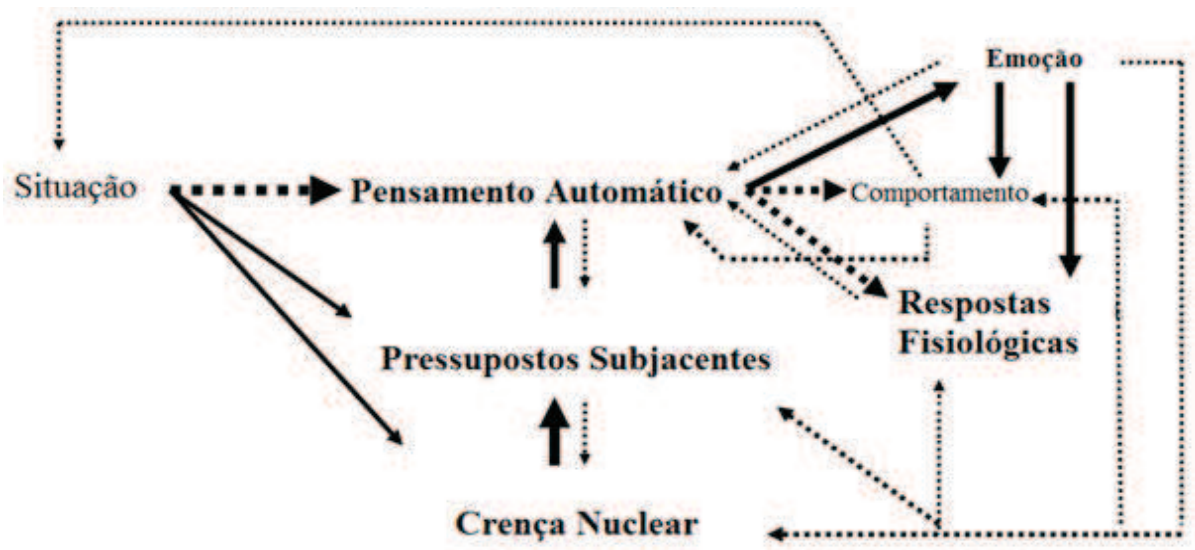 Emoção
Situação
Pensamento Automático
Comportamento
Respostas
Fisiológicas
Pressupostos Subjacentes
Crença Nuclear